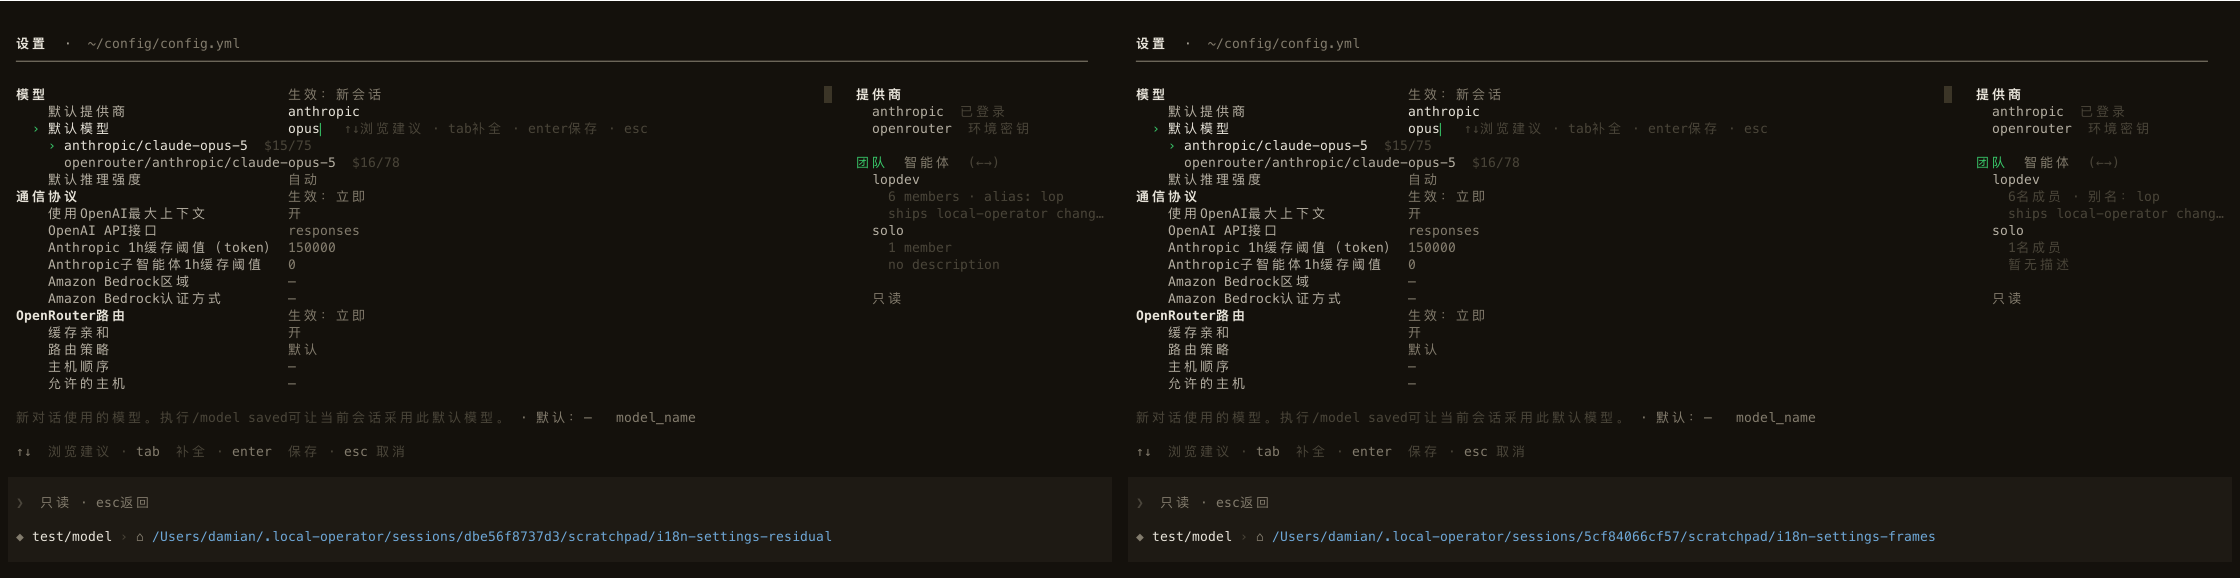 设置 · ~/config/config.yml
模型 生效: 新会话
默认提供商 anthropic
› 默认模型 opus ↑↓浏览建议 · tab补全 · enter保存 · esc
› anthropic/claude-opus-5 $15/75
openrouter/anthropic/claude-opus-5 $16/78
默认推理强度 自动
通信协议 生效: 立即
使用OpenAI最大上下文 开
OpenAI API接口 responses
Anthropic 1h缓存阈值 (token) 150000
Anthropic子智能体1h缓存阈值 0
Amazon Bedrock区域 —
Amazon Bedrock认证方式 —
OpenRouter路由 生效: 立即
缓存亲和 开
路由策略 默认
主机顺序 —
允许的主机 —
提供商
anthropic 已登录
openrouter 环境密钥
团队 智能体 (←→)
lopdev
6 members · alias: lop
ships local-operator chang…
solo
1 member
no description
只读
新对话使用的模型。执行/model saved可让当前会话采用此默认模型。 · 默认: — model_name
↑↓ 浏览建议 · tab 补全 · enter 保存 · esc 取消
❯ 只读 · esc返回
◆ test/model › ⌂ /Users/damian/.local-operator/sessions/dbe56f8737d3/scratchpad/i18n-settings-residual
设置 · ~/config/config.yml
模型 生效: 新会话
默认提供商 anthropic
› 默认模型 opus ↑↓浏览建议 · tab补全 · enter保存 · esc
› anthropic/claude-opus-5 $15/75
openrouter/anthropic/claude-opus-5 $16/78
默认推理强度 自动
通信协议 生效: 立即
使用OpenAI最大上下文 开
OpenAI API接口 responses
Anthropic 1h缓存阈值 (token) 150000
Anthropic子智能体1h缓存阈值 0
Amazon Bedrock区域 —
Amazon Bedrock认证方式 —
OpenRouter路由 生效: 立即
缓存亲和 开
路由策略 默认
主机顺序 —
允许的主机 —
提供商
anthropic 已登录
openrouter 环境密钥
团队 智能体 (←→)
lopdev
6名成员 · 别名: lop
ships local-operator chang…
solo
1名成员
暂无描述
只读
新对话使用的模型。执行/model saved可让当前会话采用此默认模型。 · 默认: — model_name
↑↓ 浏览建议 · tab 补全 · enter 保存 · esc 取消
❯ 只读 · esc返回
◆ test/model › ⌂ /Users/damian/.local-operator/sessions/5cf84066cf57/scratchpad/i18n-settings-frames